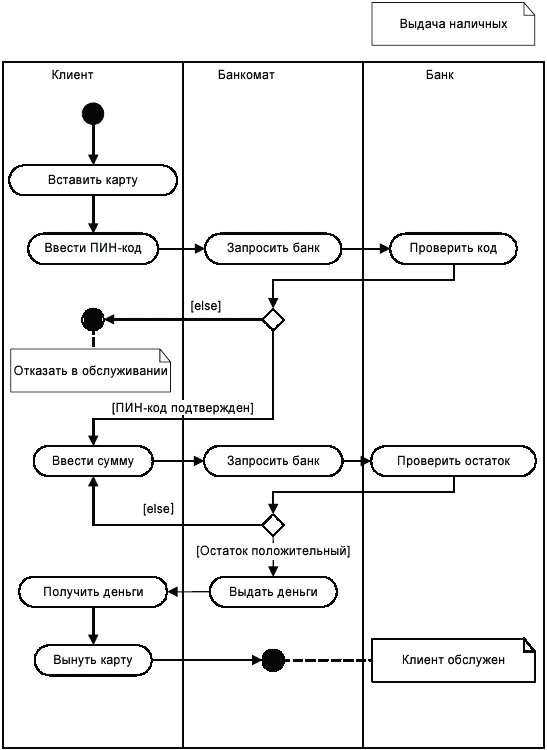 Выдача наличных
Клиент
Банкомат
Банк
Вставить карту
Ввести ПИН-код
Запросить банк
Проверить код
[else]
Отказать в обслуживании
[ПИН-код подтвержден]
Ввести сумму
Запросить банк
Проверить остаток
[else]
[Остаток положительный]
Получить деньги
Выдать деньги
Вынуть карту
Клиент обслужен